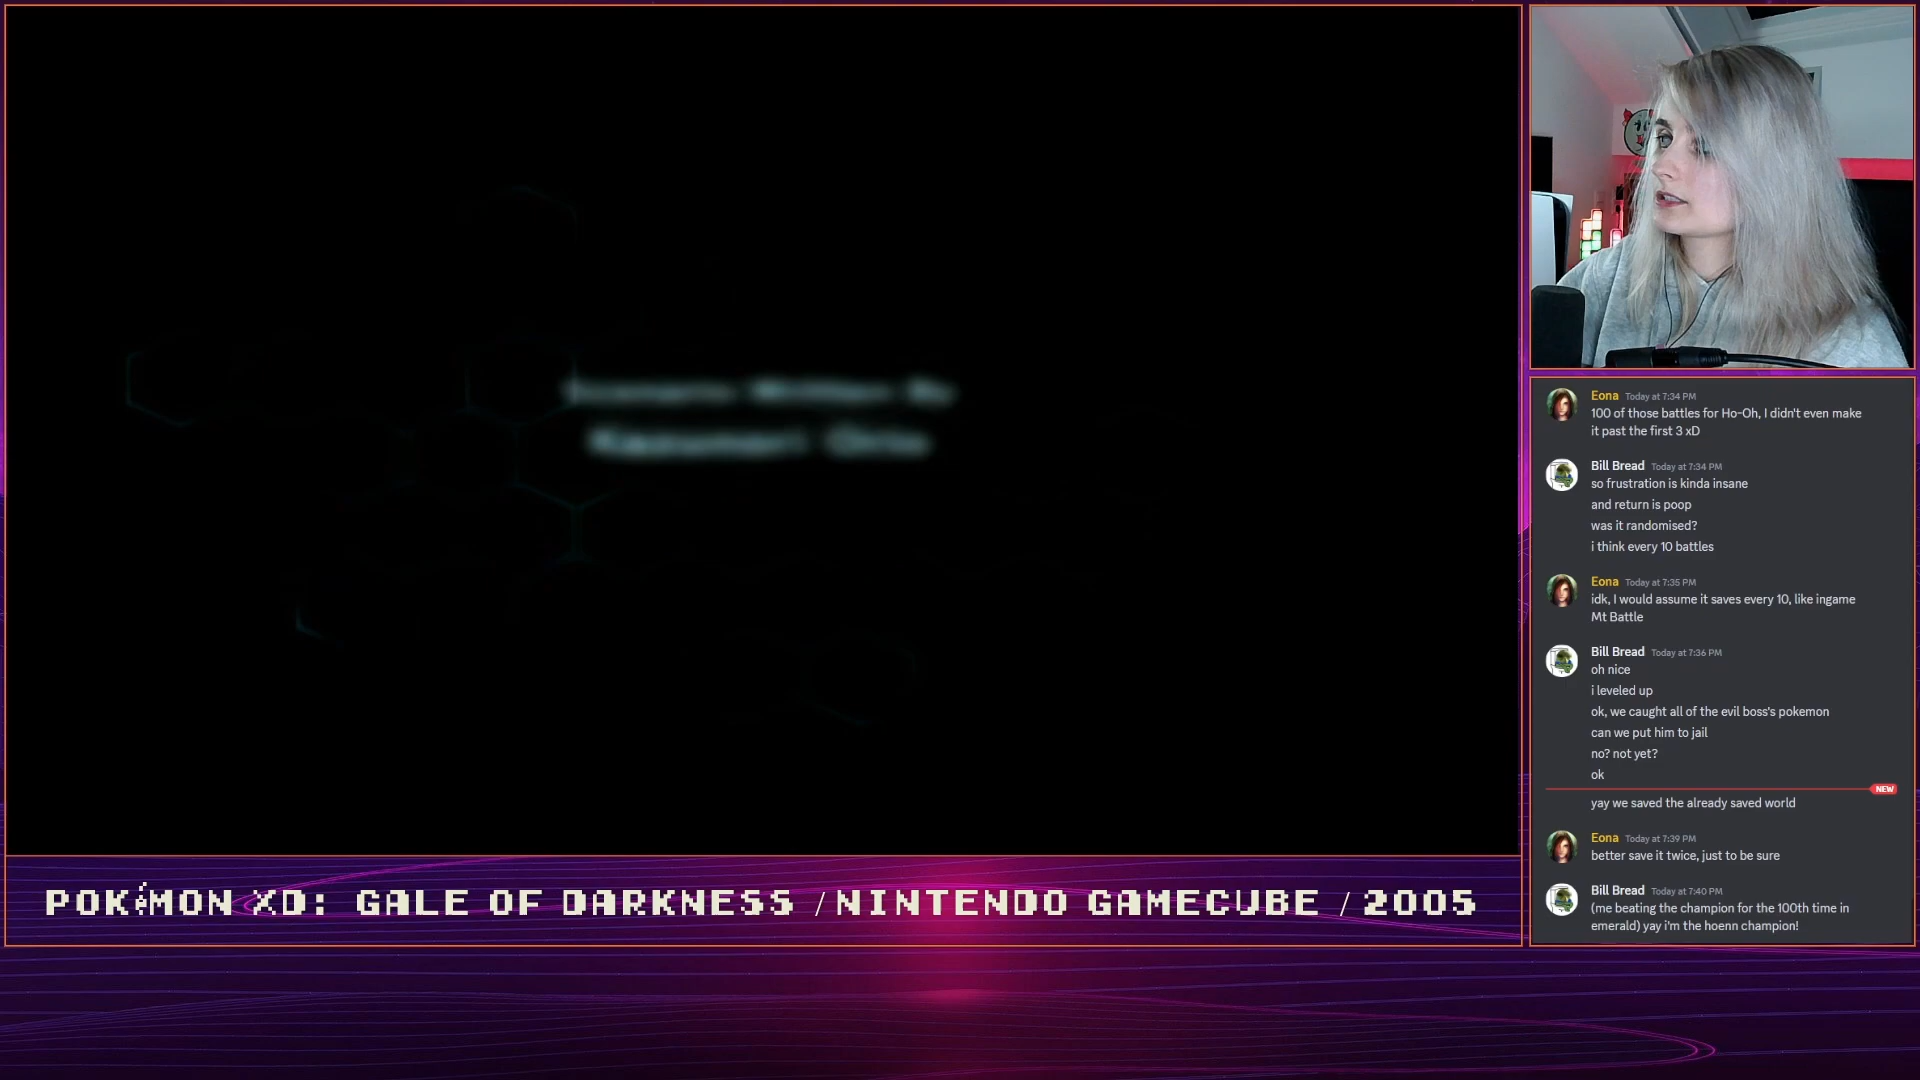 Scenario Written By
Kazunori Orio
POKéMON XD: GALE OF DARKNESS / NINTENDO GAMECUBE / 2005
Eona Today at 7:34 PM
100 of those battles for Ho-Oh, I didn't even make
it past the first 3 xD
Bill Bread Today at 7:34 PM
so frustration is kinda insane
and return is poop
was it randomised?
i think every 10 battles
Eona Today at 7:35 PM
idk, I would assume it saves every 10, like ingame
Mt Battle
Bill Bread Today at 7:36 PM
oh nice
i leveled up
ok, we caught all of the evil boss's pokemon
can we put him to jail
no? not yet?
ok
NEW
yay we saved the already saved world
Eona Today at 7:39 PM
better save it twice, just to be sure
Bill Bread Today at 7:40 PM
(me beating the champion for the 100th time in
emerald) yay i'm the hoenn champion!